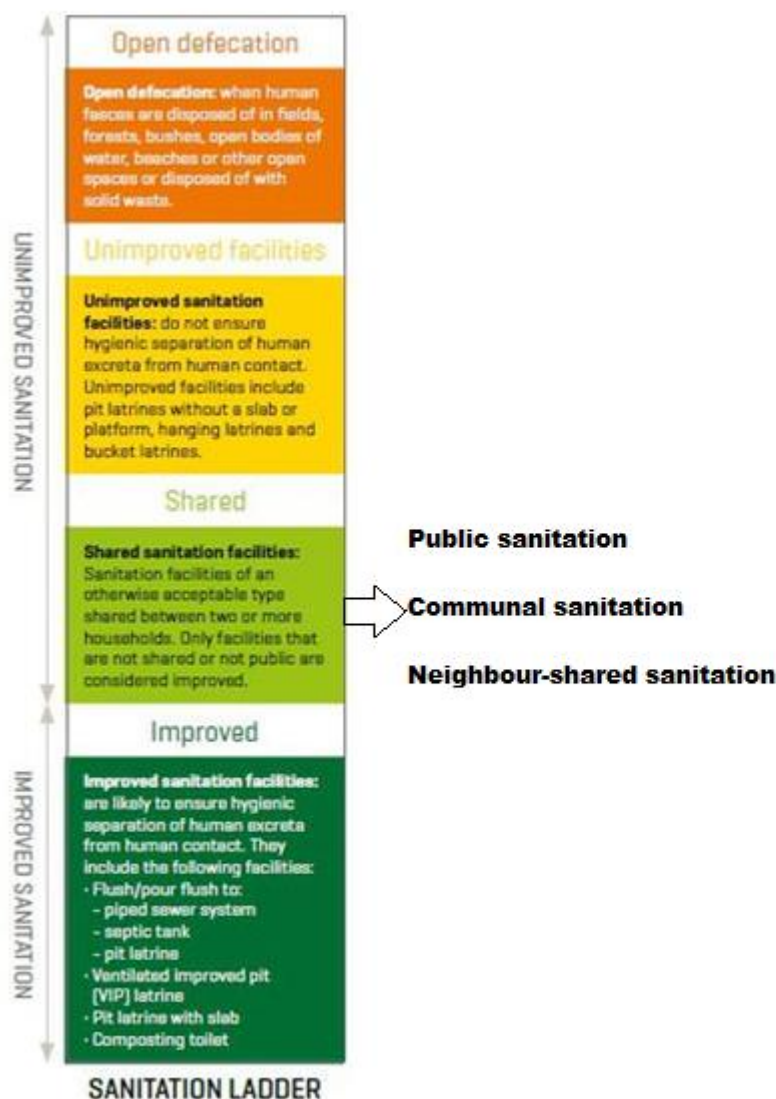 Open defecation
Open defecation: when human
faeces are disposed of in fields,
forests, bushes, open bodies of
water, beaches or other open
spaces or disposed of with
solid waste.
Unimproved facilities
Unimproved sanitation
facilities: do not ensure
hygienic separation of human
excreta from human contact.
Unimproved facilities include
pit latrines without a slab or
platform, hanging latrines and
bucket latrines.
UNIMPROVED SANITATION
Shared
Shared sanitation facilities:
Sanitation facilities of an
otherwise acceptable type
shared between two or more
households. Only facilities that
are not shared or not public are
considered improved.
Public sanitation
Communal sanitation
Neighbour-shared sanitation
Improved
Improved sanitation facilities:
are likely to ensure hygienic
separation of human excreta
from human contact. They
include the following facilities:
· Flush/pour flush to:
– piped sewer system
– septic tank
– pit latrine
· Ventilated improved pit
(VIP) latrine
· Pit latrine with slab
· Composting toilet
IMPROVED SANITATION
SANITATION LADDER